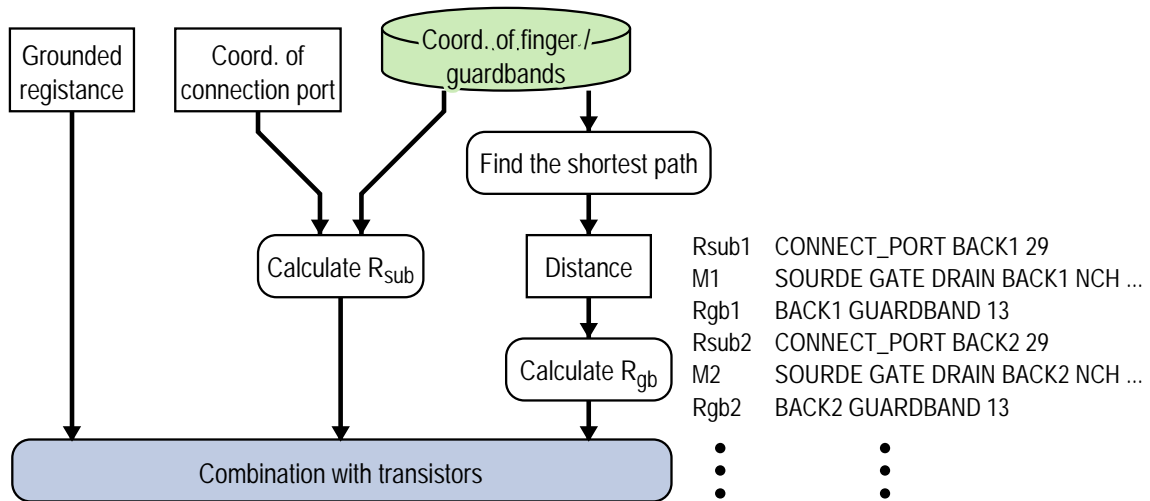 Grounded
registance
Coord. of
connection port
Coord. of finger /
guardbands
Find the shortest path
Calculate Rsub
Distance
Calculate Rgb
Combination with transistors
Rsub1 CONNECT_PORT BACK1 29
M1 SOURDE GATE DRAIN BACK1 NCH ...
Rgb1 BACK1 GUARDBAND 13
Rsub2 CONNECT_PORT BACK2 29
M2 SOURDE GATE DRAIN BACK2 NCH ...
Rgb2 BACK2 GUARDBAND 13